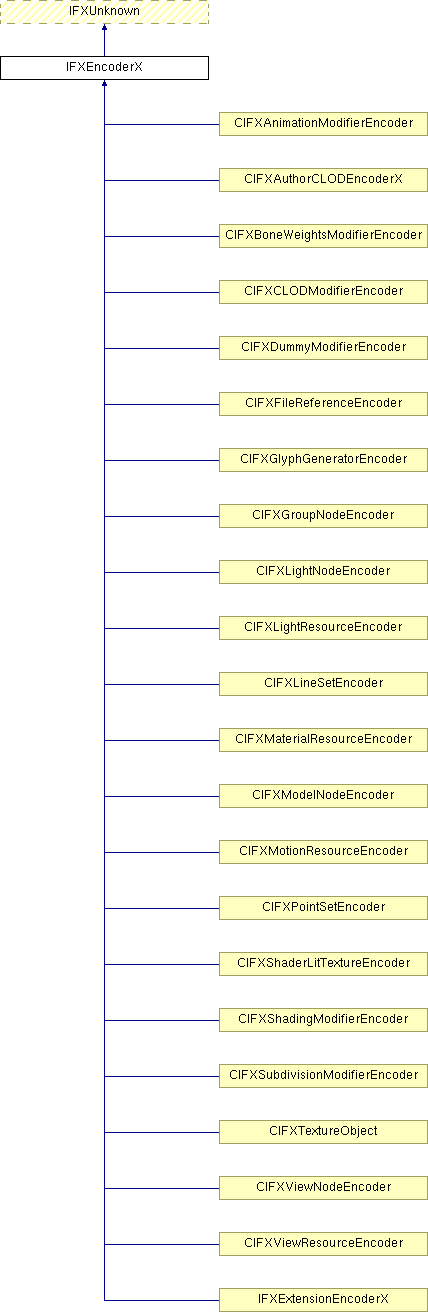 IFXUnknown
IFXEncoderX
CIFXAnimationModifierEncoder
CIFXAuthorCLODEncoderX
CIFXBoneWeightsModifierEncoder
CIFXCLODModifierEncoder
CIFXDummyModifierEncoder
CIFXFileReferenceEncoder
CIFXGlyphGeneratorEncoder
CIFXGroupNodeEncoder
CIFXLightNodeEncoder
CIFXLightResourceEncoder
CIFXLineSetEncoder
CIFXMaterialResourceEncoder
CIFXModelNodeEncoder
CIFXMotionResourceEncoder
CIFXPointSetEncoder
CIFXShaderLitTextureEncoder
CIFXShadingModifierEncoder
CIFXSubdivisionModifierEncoder
CIFXTextureObject
CIFXViewNodeEncoder
CIFXViewResourceEncoder
IFXExtensionEncoderX